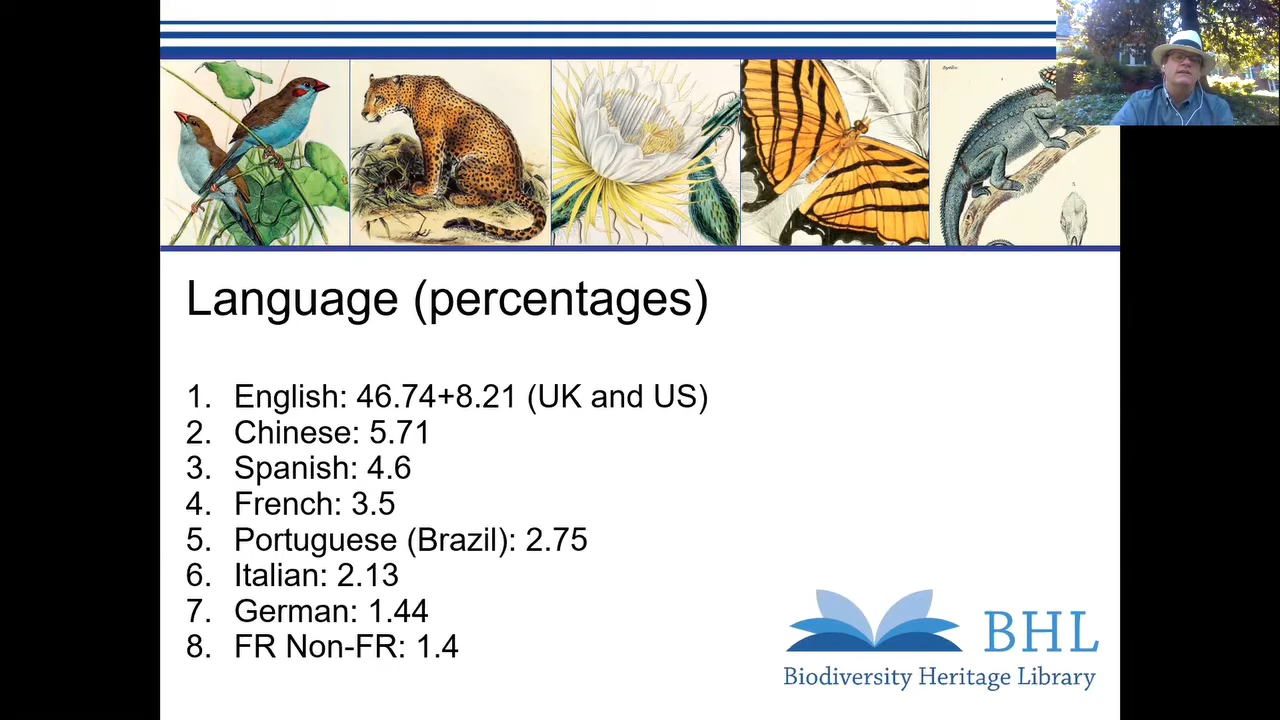 Language (percentages)
1. English: 46.74+8.21 (UK and US)
2. Chinese: 5.71
3. Spanish: 4.6
4. French: 3.5
5. Portuguese (Brazil): 2.75
6. Italian: 2.13
7. German: 1.44
8. FR Non-FR: 1.4
BHL
Biodiversity Heritage Library